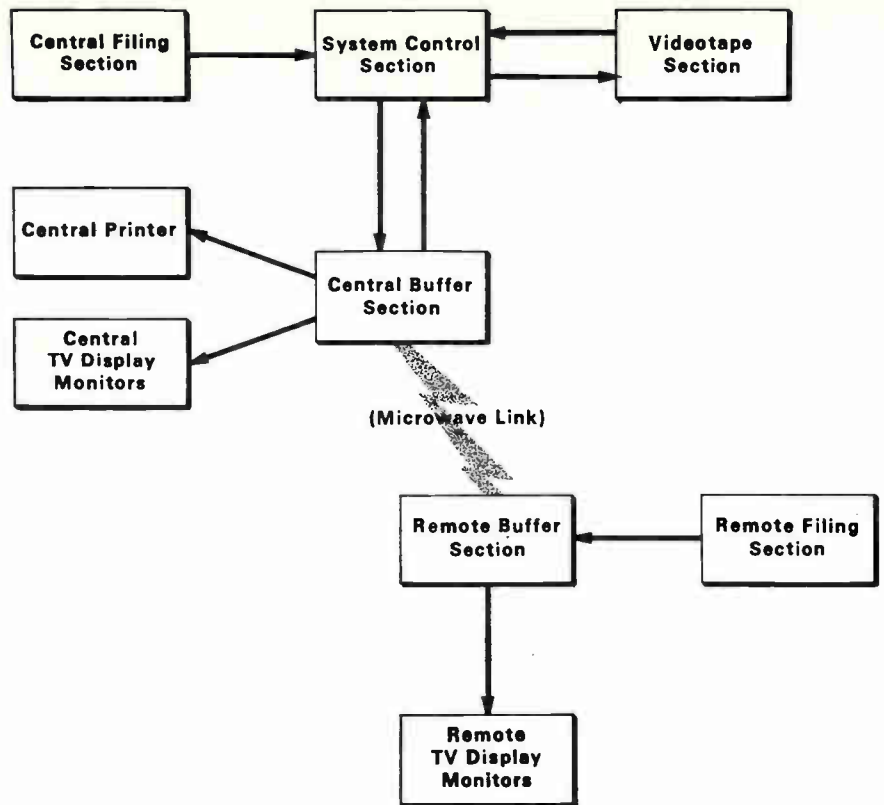 Central Filing
Section
System Control
Section
Videotape
Section
Central Printer
Central Buffer
Section
Central
TV Display
Monitors
(Microwave Link)
Remote Buffer
Section
Remote Filing
Section
Remote
TV Display
Monitors